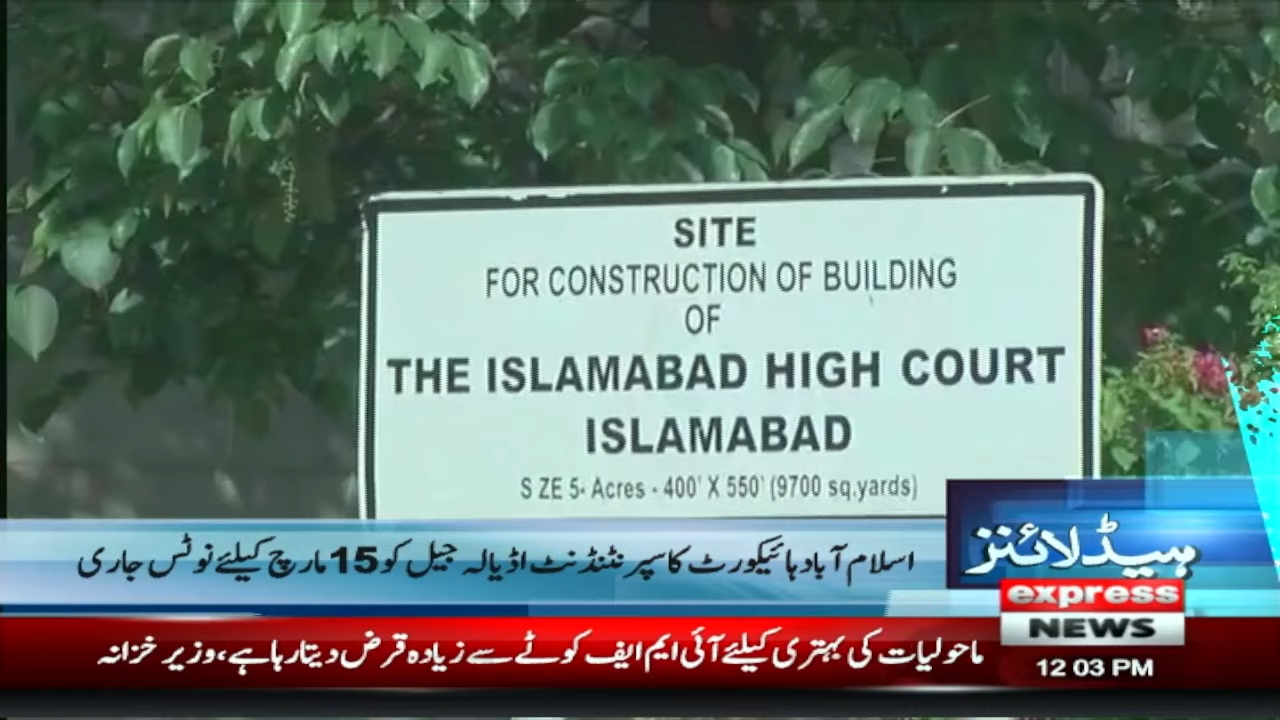 SITE
FOR CONSTRUCTION OF BUILDING
OF
THE ISLAMABAD HIGH COURT
ISLAMABAD
S ZE 5- Acres - 400' X 550' (9700 sq.yards)
ہیڈلائنز
اسلام آباد ہائیکورٹ کا سپرنٹنڈنٹ اڈیالہ جیل کو 15 مارچ کیلئے نوٹس جاری
express
NEWS
ماحولیات کی بہتری کیلئے آئی ایم ایف کوٹے سے زیادہ قرض دیتا رہا ہے، وزیر خزانہ
12 03 PM